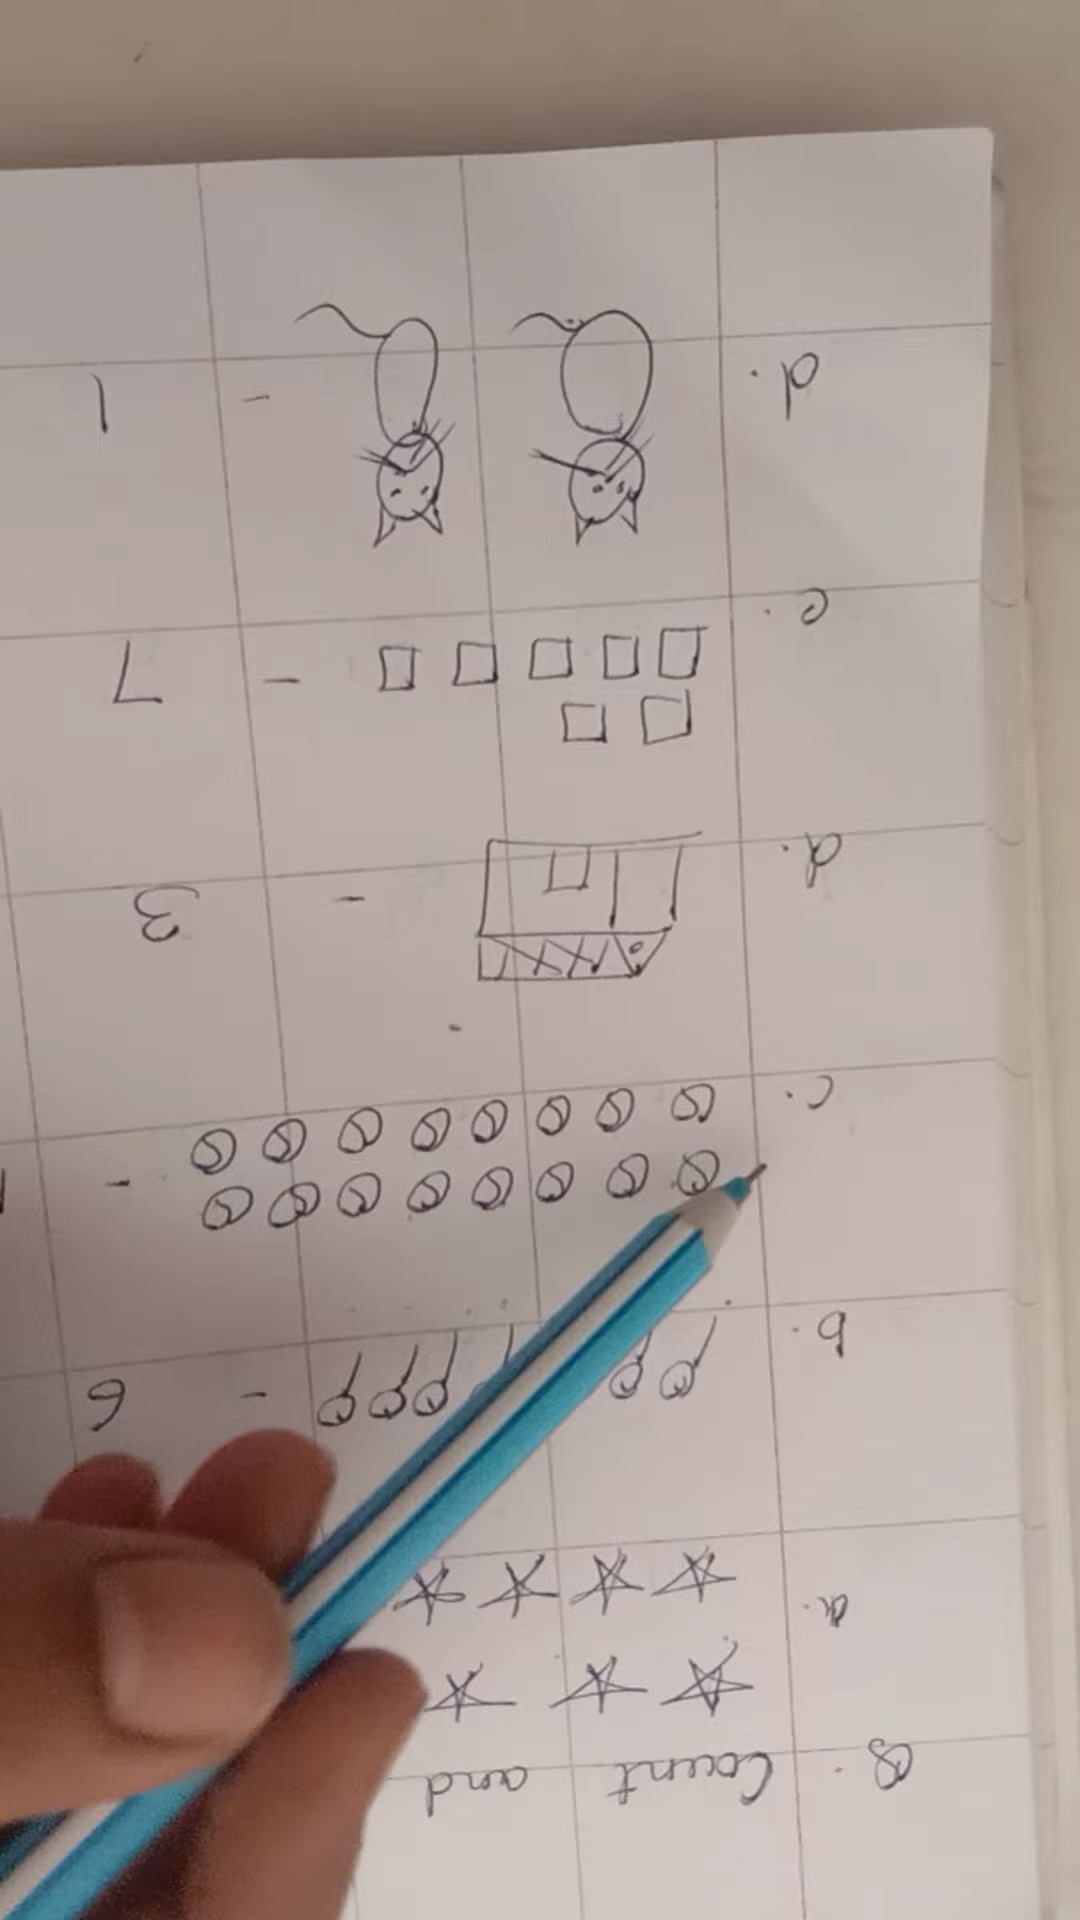 Q. Count and
a.
b. - 6
c. -
d. - 3
e. - 7
d. - 1